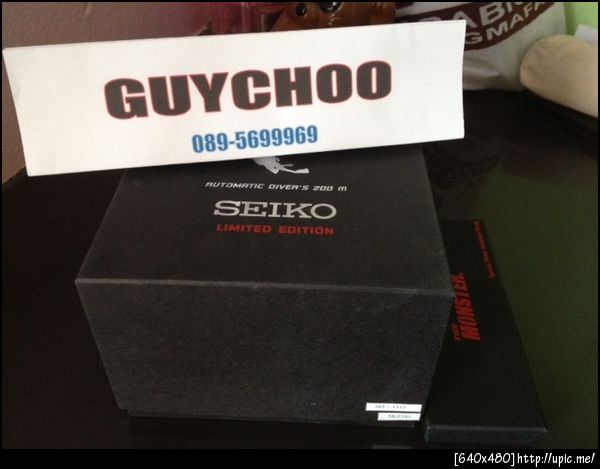 GUYCHOO
089-5699969
AUTOMATIC DIVER'S 200 m
SEIKO
LIMITED EDITION
THE MONSTER
[640x480]http://upic.me/